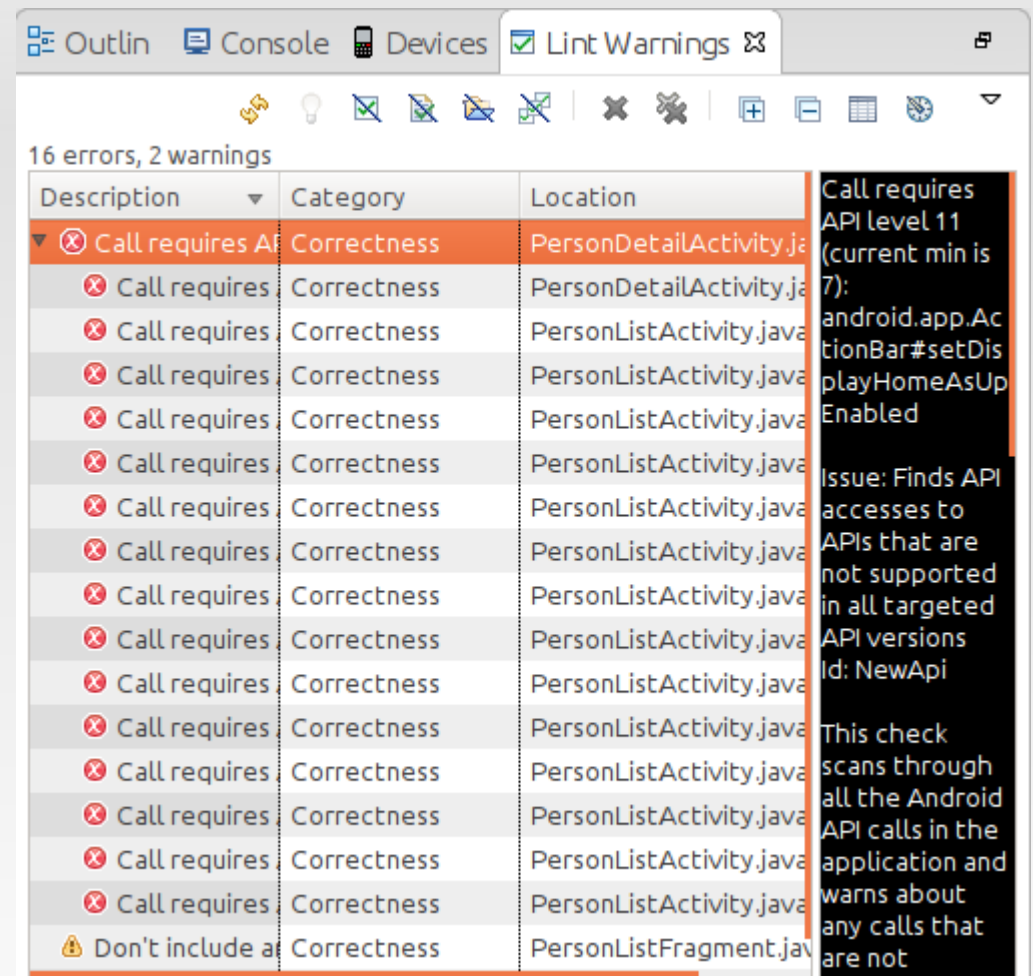 Outlin Console Devices Lint Warnings
16 errors, 2 warnings
Description Category Location
Call requires AP Correctness PersonDetailActivity.ja
Call requires Correctness PersonDetailActivity.ja
Call requires Correctness PersonListActivity.java
Call requires Correctness PersonListActivity.java
Call requires Correctness PersonListActivity.java
Call requires Correctness PersonListActivity.java
Call requires Correctness PersonListActivity.java
Call requires Correctness PersonListActivity.java
Call requires Correctness PersonListActivity.java
Call requires Correctness PersonListActivity.java
Call requires Correctness PersonListActivity.java
Call requires Correctness PersonListActivity.java
Call requires Correctness PersonListActivity.java
Call requires Correctness PersonListActivity.java
Call requires Correctness PersonListActivity.java
Call requires Correctness PersonListActivity.java
Don't include a Correctness PersonListFragment.jav
Call requires
API level 11
(current min is
7):
android.app.Ac
tionBar#setDis
playHomeAsUp
Enabled
Issue: Finds API
accesses to
APIs that are
not supported
in all targeted
API versions
Id: NewApi
This check
scans through
all the Android
API calls in the
application and
warns about
any calls that
are not